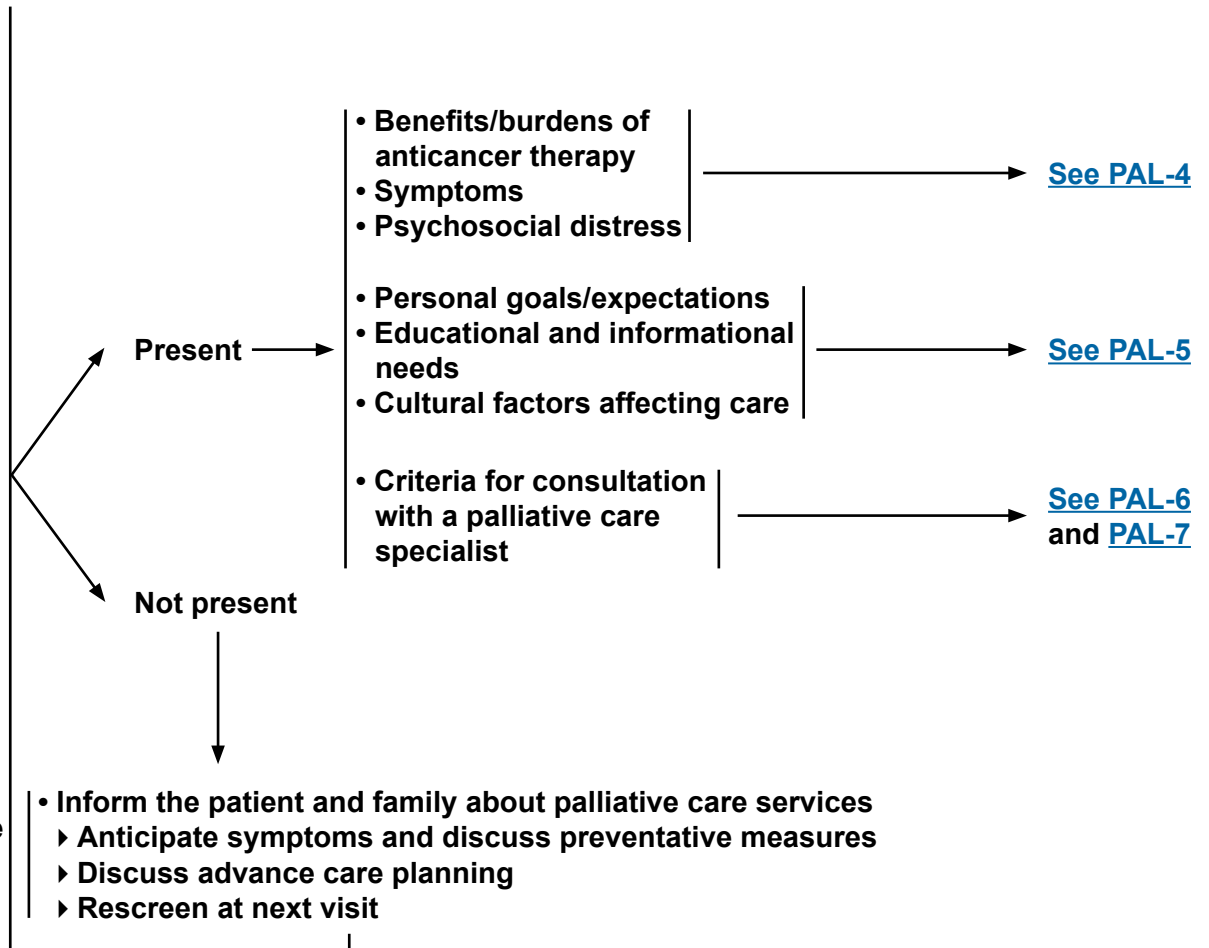 • Benefits/burdens of
anticancer therapy
• Symptoms
• Psychosocial distress
See PAL-4
• Personal goals/expectations
• Educational and informational
needs
• Cultural factors affecting care
Present
See PAL-5
• Criteria for consultation
with a palliative care
specialist
See PAL-6
and PAL-7
Not present
• Inform the patient and family about palliative care services
▸ Anticipate symptoms and discuss preventative measures
▸ Discuss advance care planning
▸ Rescreen at next visit